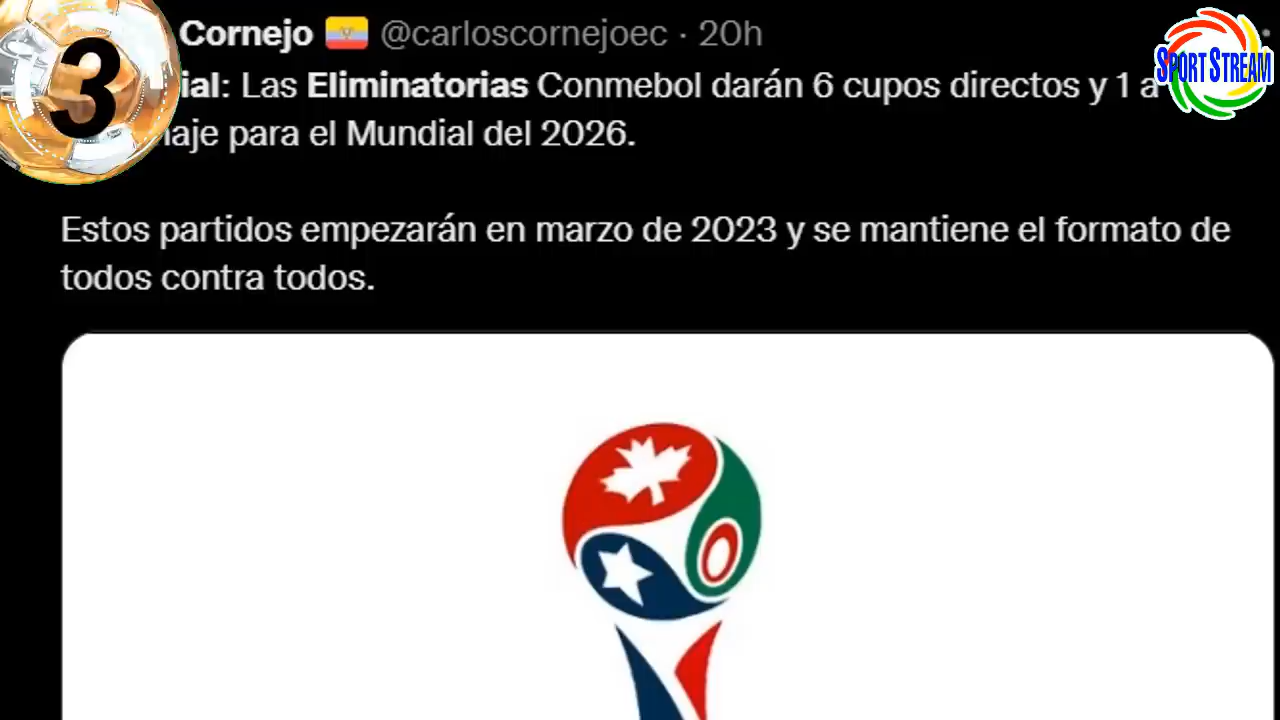 3
Cornejo @carloscornejoec · 20h
ial: Las Eliminatorias Conmebol darán 6 cupos directos y 1 a
naje para el Mundial del 2026.
Estos partidos empezarán en marzo de 2023 y se mantiene el formato de
todos contra todos.
SPORT STREAM